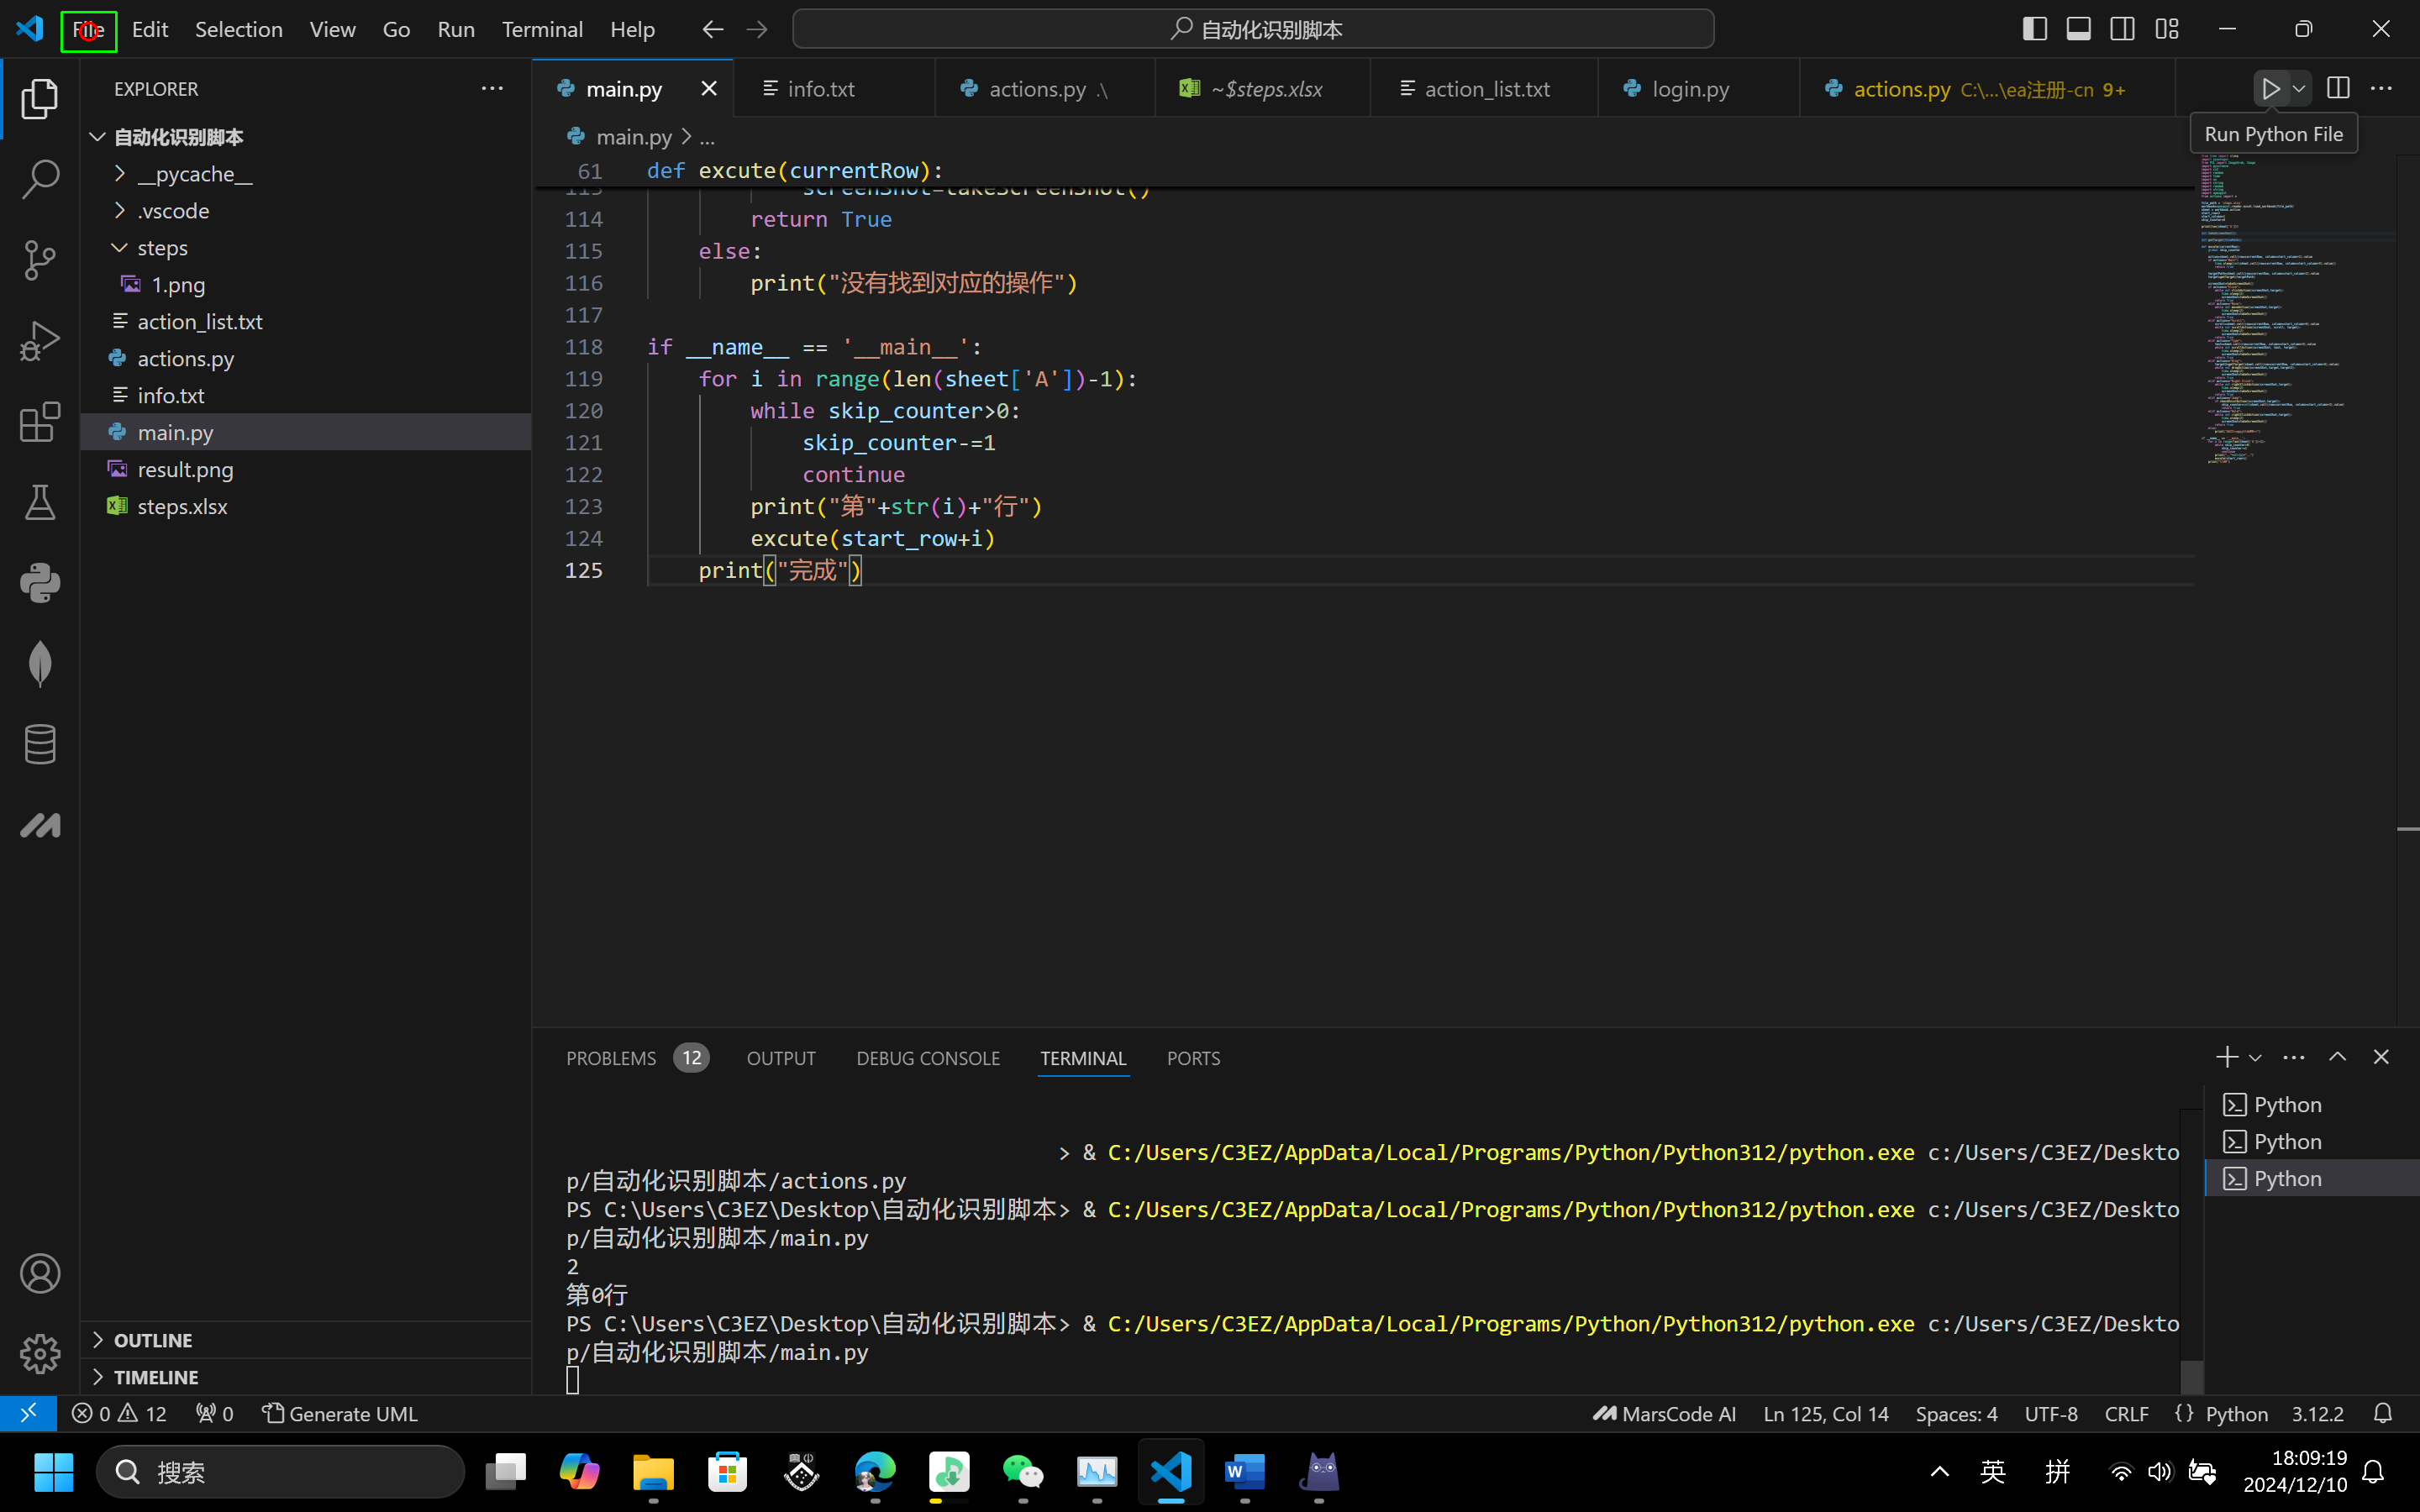 File Edit Selection View Go Run Terminal Help
自动化识别脚本
EXPLORER
自动化识别脚本
__pycache__
.vscode
steps
1.png
action_list.txt
actions.py
info.txt
main.py
result.png
steps.xlsx
OUTLINE
TIMELINE
main.py info.txt actions.py .\ ~$steps.xlsx action_list.txt login.py actions.py C:\...\ea注册-cn 9+
Run Python File
main.py > ...
61 def excute(currentRow):
113 screenShot=takeScreenShot()
114 return True
115 else:
116 print("没有找到对应的操作")
117
118 if __name__ == '__main__':
119 for i in range(len(sheet['A'])-1):
120 while skip_counter>0:
121 skip_counter-=1
122 continue
123 print("第"+str(i)+"行")
124 excute(start_row+i)
125 print("完成")
PROBLEMS 12 OUTPUT DEBUG CONSOLE TERMINAL PORTS
> & C:/Users/C3EZ/AppData/Local/Programs/Python/Python312/python.exe c:/Users/C3EZ/Deskto
p/自动化识别脚本/actions.py
PS C:\Users\C3EZ\Desktop\自动化识别脚本> & C:/Users/C3EZ/AppData/Local/Programs/Python/Python312/python.exe c:/Users/C3EZ/Deskto
p/自动化识别脚本/main.py
2
第0行
PS C:\Users\C3EZ\Desktop\自动化识别脚本> & C:/Users/C3EZ/AppData/Local/Programs/Python/Python312/python.exe c:/Users/C3EZ/Deskto
p/自动化识别脚本/main.py
Python
Python
Python
0 12 0 Generate UML MarsCode AI Ln 125, Col 14 Spaces: 4 UTF-8 CRLF {} Python 3.12.2
搜索
英 拼
18:09:19
2024/12/10